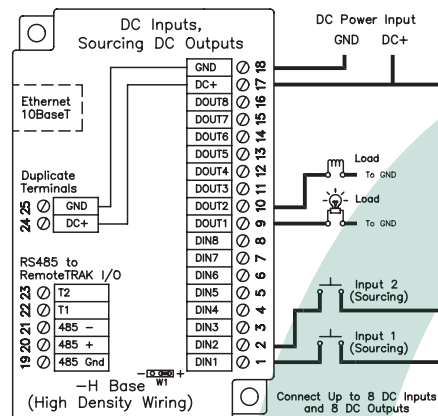 DC Inputs,
Sourcing DC Outputs
DC Power Input
GND DC+
Ethernet
10BaseT
GND 18
DC+ 17
DOUT8 16
DOUT7 15
DOUT6 14
DOUT5 13
DOUT4 12
DOUT3 11
DOUT2 10
DOUT1 9
DIN8 8
DIN7 7
DIN6 6
DIN5 5
DIN4 4
DIN3 3
DIN2 2
DIN1 1
Load
To GND
Load
To GND
Duplicate
Terminals
25 GND
24 DC+
RS485 to
RemoteTRAK I/O
23 T2
22 T1
21 485 -
20 485 +
19 485 Gnd
Input 2
(Sourcing)
Input 1
(Sourcing)
- +
W1
-H Base
(High Density Wiring)
Connect Up to 8 DC Inputs
and 8 DC Outputs